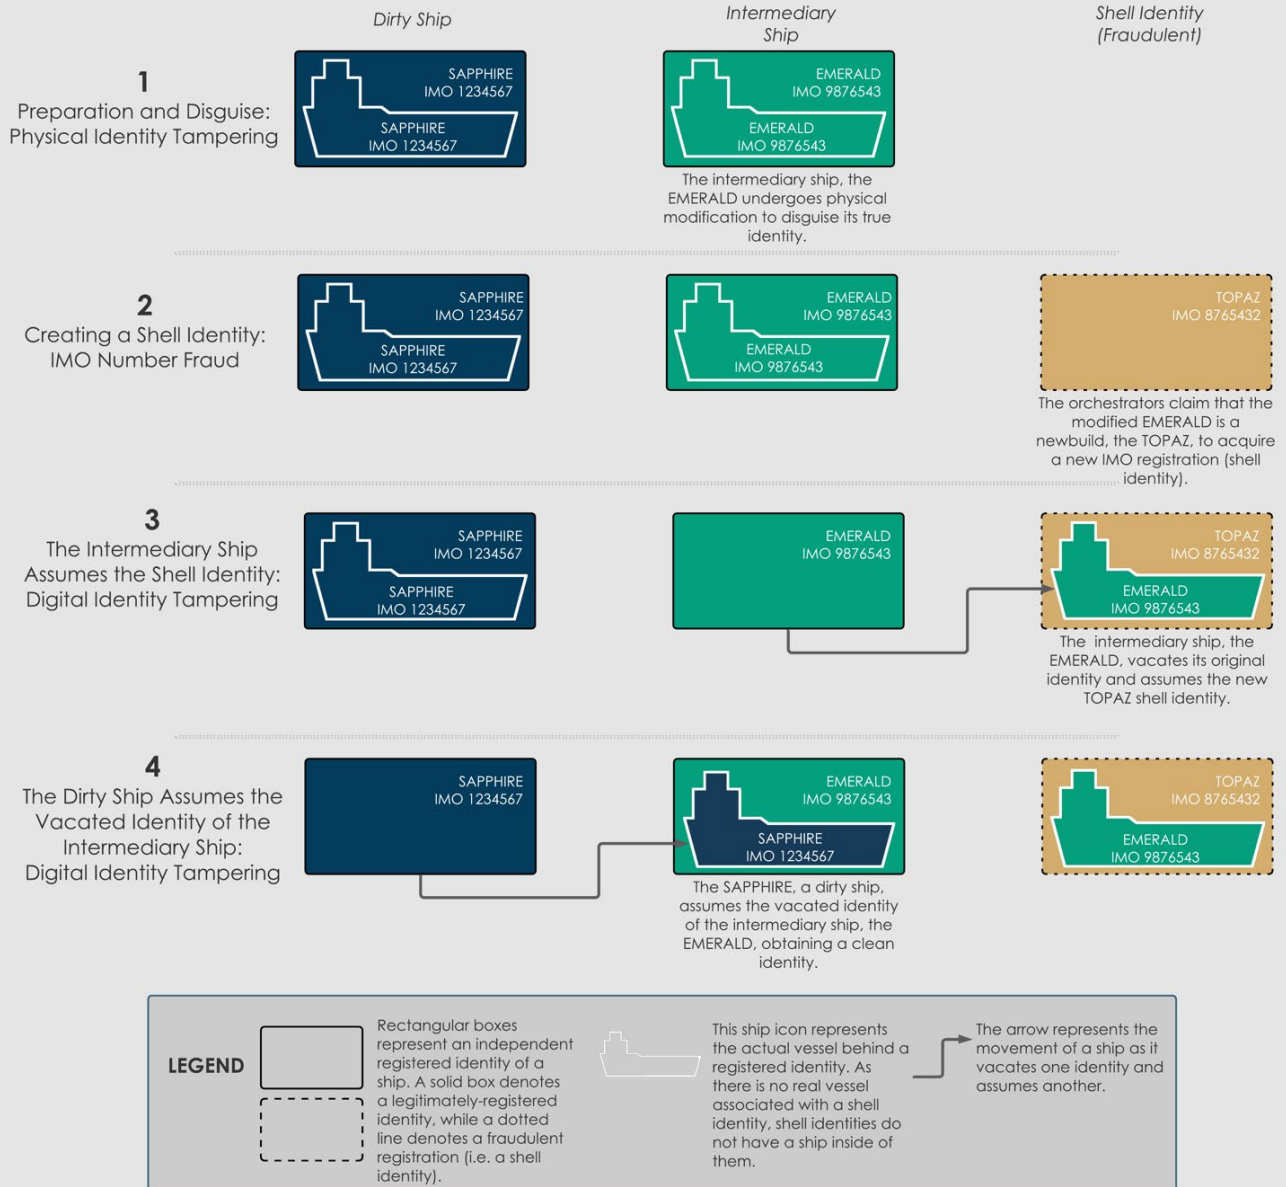 Dirty Ship
Intermediary
Ship
Shell Identity
(Fraudulent)
1
Preparation and Disguise:
Physical Identity Tampering
SAPPHIRE
IMO 1234567
SAPPHIRE
IMO 1234567
EMERALD
IMO 9876543
EMERALD
IMO 9876543
The intermediary ship, the
EMERALD undergoes physical
modification to disguise its true
identity.
2
Creating a Shell Identity:
IMO Number Fraud
SAPPHIRE
IMO 1234567
SAPPHIRE
IMO 1234567
EMERALD
IMO 9876543
EMERALD
IMO 9876543
TOPAZ
IMO 8765432
The orchestrators claim that the
modified EMERALD is a
newbuild, the TOPAZ, to acquire
a new IMO registration (shell
identity).
3
The Intermediary Ship
Assumes the Shell Identity:
Digital Identity Tampering
SAPPHIRE
IMO 1234567
SAPPHIRE
IMO 1234567
EMERALD
IMO 9876543
TOPAZ
IMO 8765432
EMERALD
IMO 9876543
The intermediary ship, the
EMERALD, vacates its original
identity and assumes the new
TOPAZ shell identity.
4
The Dirty Ship Assumes the
Vacated Identity of the
Intermediary Ship:
Digital Identity Tampering
SAPPHIRE
IMO 1234567
EMERALD
IMO 9876543
SAPPHIRE
IMO 1234567
The SAPPHIRE, a dirty ship,
assumes the vacated identity
of the intermediary ship, the
EMERALD, obtaining a clean
identity.
TOPAZ
IMO 8765432
EMERALD
IMO 9876543
LEGEND
Rectangular boxes
represent an independent
registered identity of a
ship. A solid box denotes
a legitimately-registered
identity, while a dotted
line denotes a fraudulent
registration (i.e. a shell
identity).
This ship icon represents
the actual vessel behind a
registered identity. As
there is no real vessel
associated with a shell
identity, shell identities do
not have a ship inside of
them.
The arrow represents the
movement of a ship as it
vacates one identity and
assumes another.